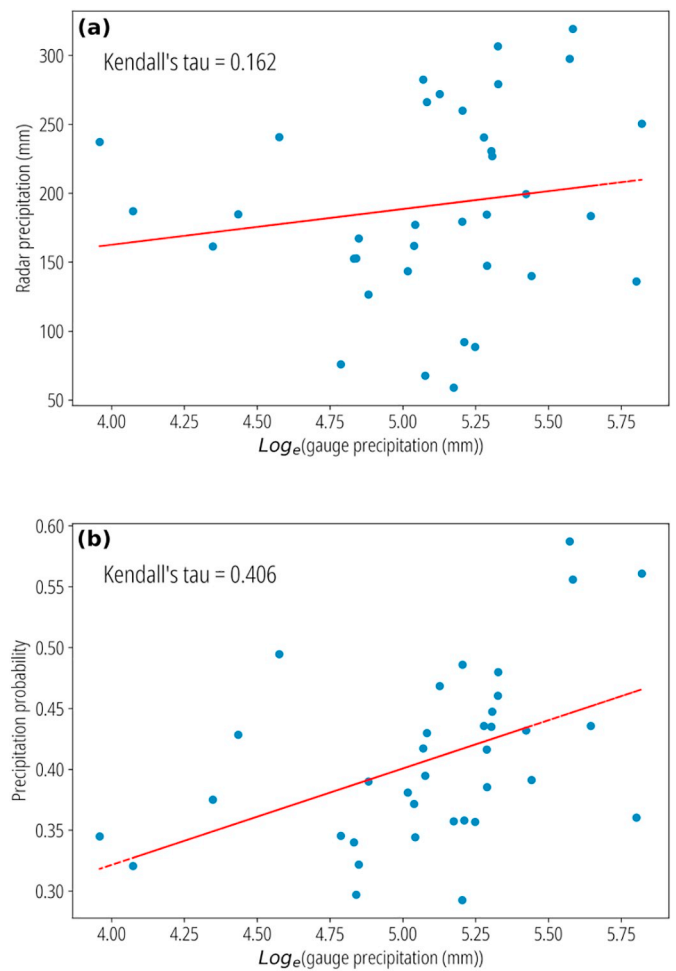 (a)
Kendall's tau = 0.162
300
250
200
150
100
50
Radar precipitation (mm)
4.00 4.25 4.50 4.75 5.00 5.25 5.50 5.75
Logₑ(gauge precipitation (mm))
0.60
(b)
Kendall's tau = 0.406
0.55
0.50
0.45
0.40
0.35
0.30
Precipitation probability
4.00 4.25 4.50 4.75 5.00 5.25 5.50 5.75
Logₑ(gauge precipitation (mm))